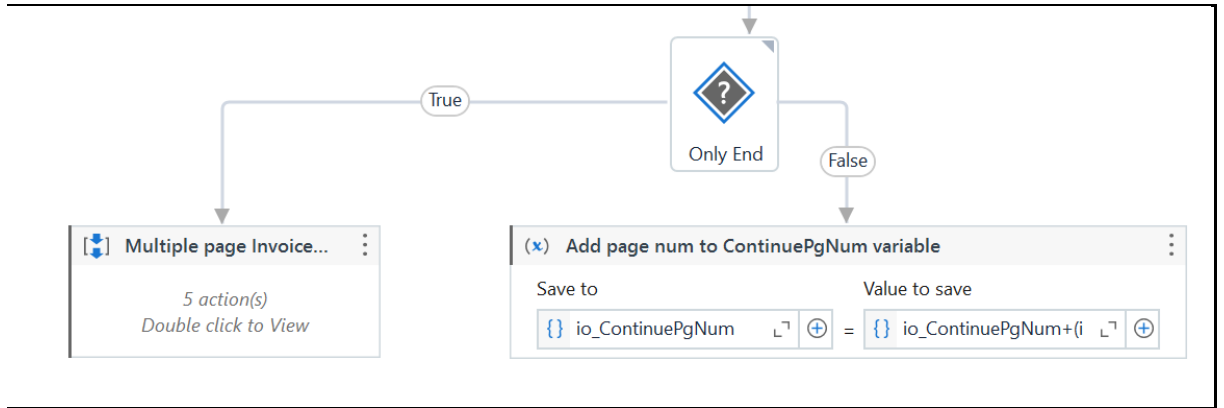 ?
Only End
True
False
Multiple page Invoice...
5 action(s)
Double click to View
(x) Add page num to ContinuePgNum variable
Save to
Value to save
{} io_ContinuePgNum
=
{} io_ContinuePgNum+(i